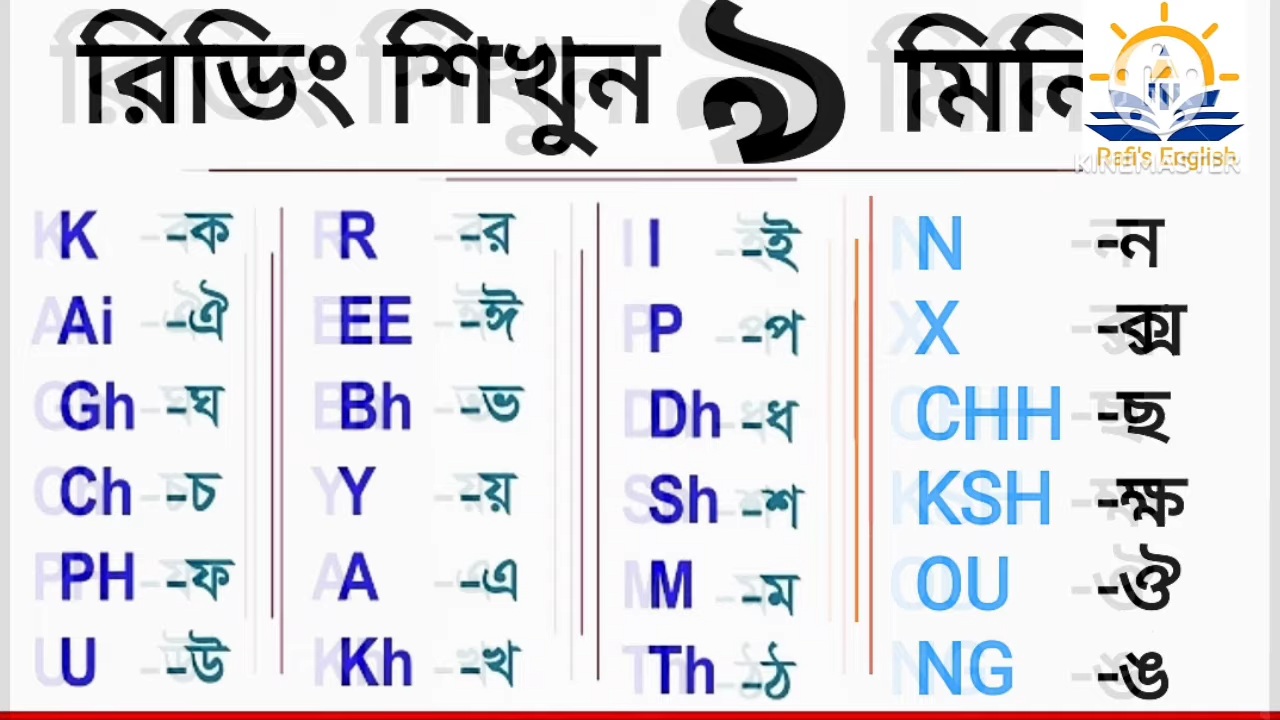 রিডিং শিখুন ৯ মিনি
Rafi's English
KINEMASTER
K -ক R -র I -ই N -ন
Ai -ঐ EE -ঈ P -প X -ক্স
Gh -ঘ Bh -ভ Dh -ধ CHH -ছ
Ch -চ Y -য় Sh -শ KSH -ক্ষ
PH -ফ A -এ M -ম OU -ঔ
U -উ Kh -খ Th -ঠ NG -ঙ